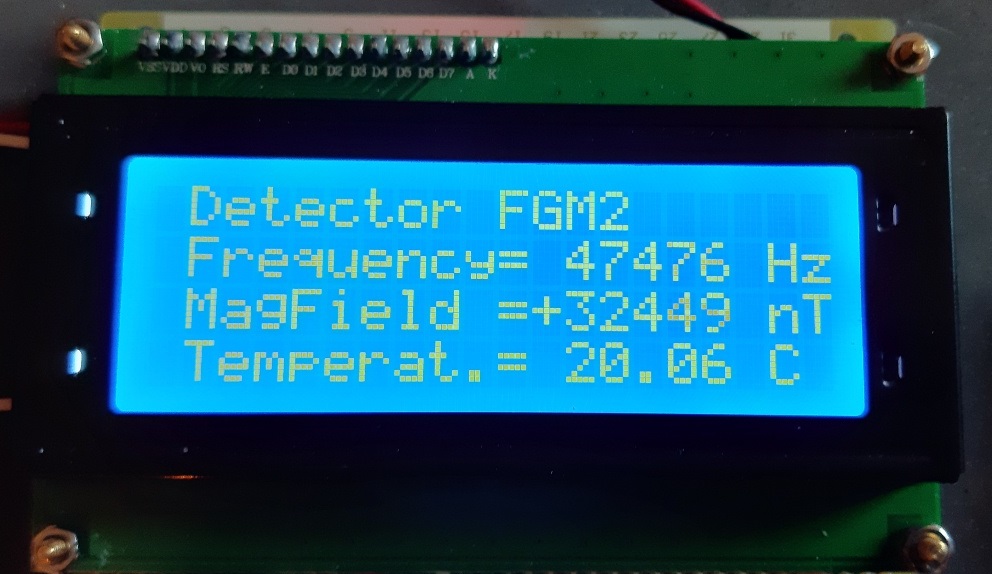 VSS VDD VO RS RW E D0 D1 D2 D3 D4 D5 D6 D7 A K
Detector FGM2
Frequency= 47476 Hz
MagField =+32449 nT
Temperat.= 20.06 C